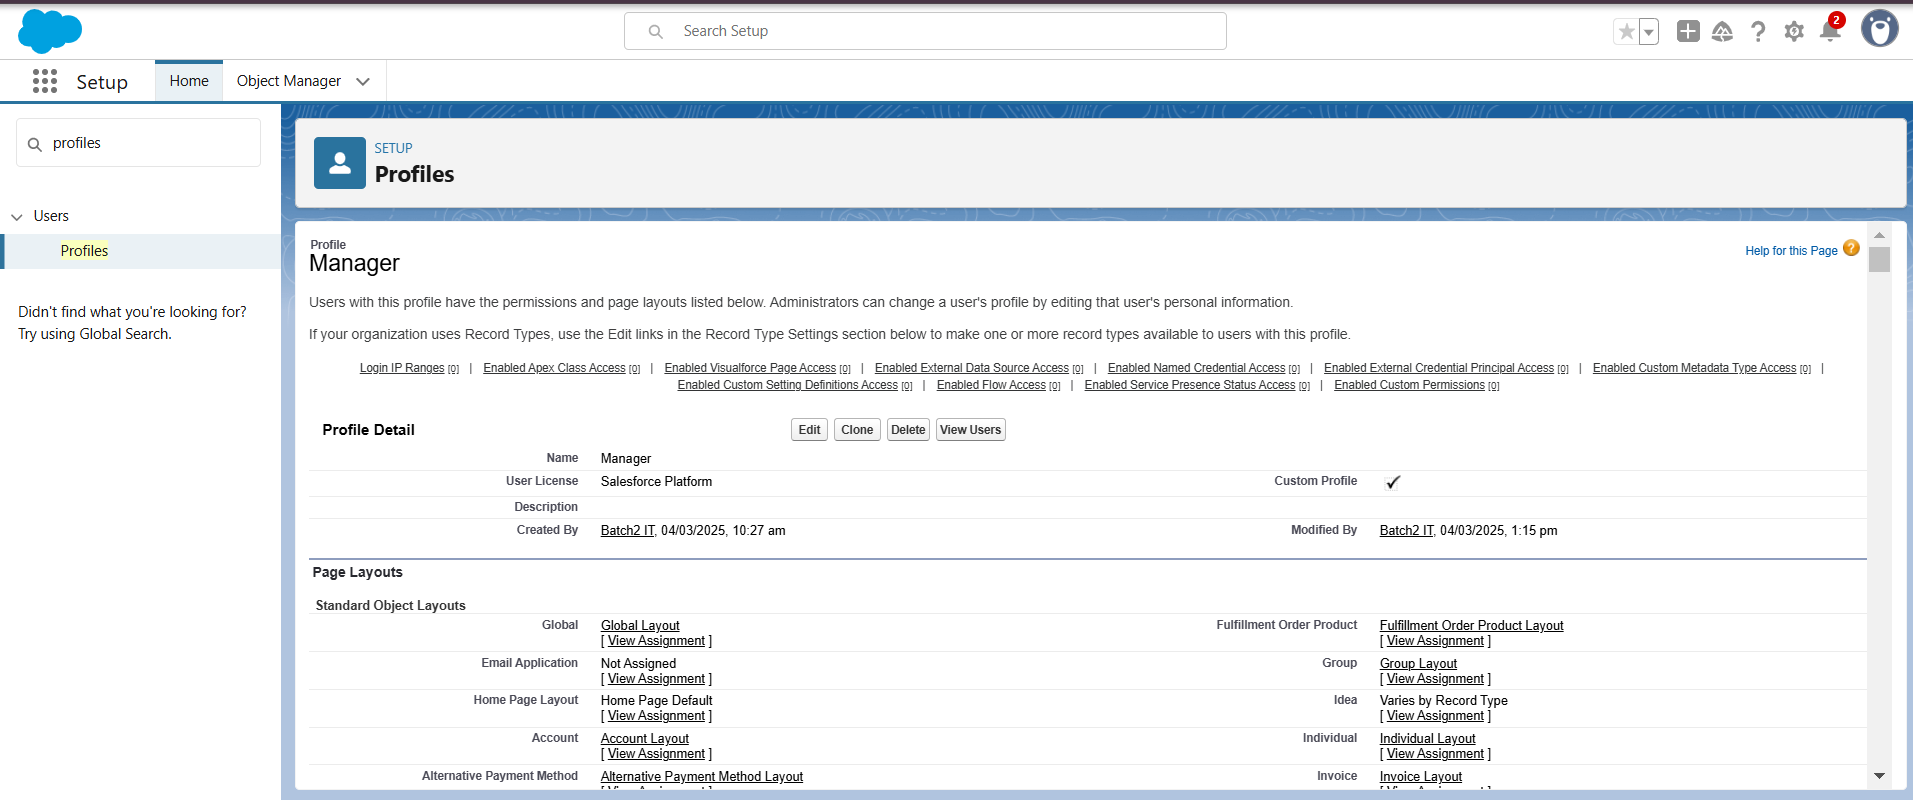 Search Setup
2
Setup
Home
Object Manager
profiles
Users
Profiles
Didn't find what you're looking for?
Try using Global Search.
SETUP
Profiles
Profile
Manager
Help for this Page ?
Users with this profile have the permissions and page layouts listed below. Administrators can change a user's profile by editing that user's personal information.
If your organization uses Record Types, use the Edit links in the Record Type Settings section below to make one or more record types available to users with this profile.
Login IP Ranges [0] | Enabled Apex Class Access [0] | Enabled Visualforce Page Access [0] | Enabled External Data Source Access [0] | Enabled Named Credential Access [0] | Enabled External Credential Principal Access [0] | Enabled Custom Metadata Type Access [0] |
Enabled Custom Setting Definitions Access [0] | Enabled Flow Access [0] | Enabled Service Presence Status Access [0] | Enabled Custom Permissions [0]
Profile Detail
Edit Clone Delete View Users
Name Manager
User License Salesforce Platform Custom Profile ✓
Description
Created By Batch2 IT, 04/03/2025, 10:27 am Modified By Batch2 IT, 04/03/2025, 1:15 pm
Page Layouts
Standard Object Layouts
Global Global Layout Fulfillment Order Product Fulfillment Order Product Layout
[ View Assignment ] [ View Assignment ]
Email Application Not Assigned Group Group Layout
[ View Assignment ] [ View Assignment ]
Home Page Layout Home Page Default Idea Varies by Record Type
[ View Assignment ] [ View Assignment ]
Account Account Layout Individual Individual Layout
[ View Assignment ] [ View Assignment ]
Alternative Payment Method Alternative Payment Method Layout Invoice Invoice Layout